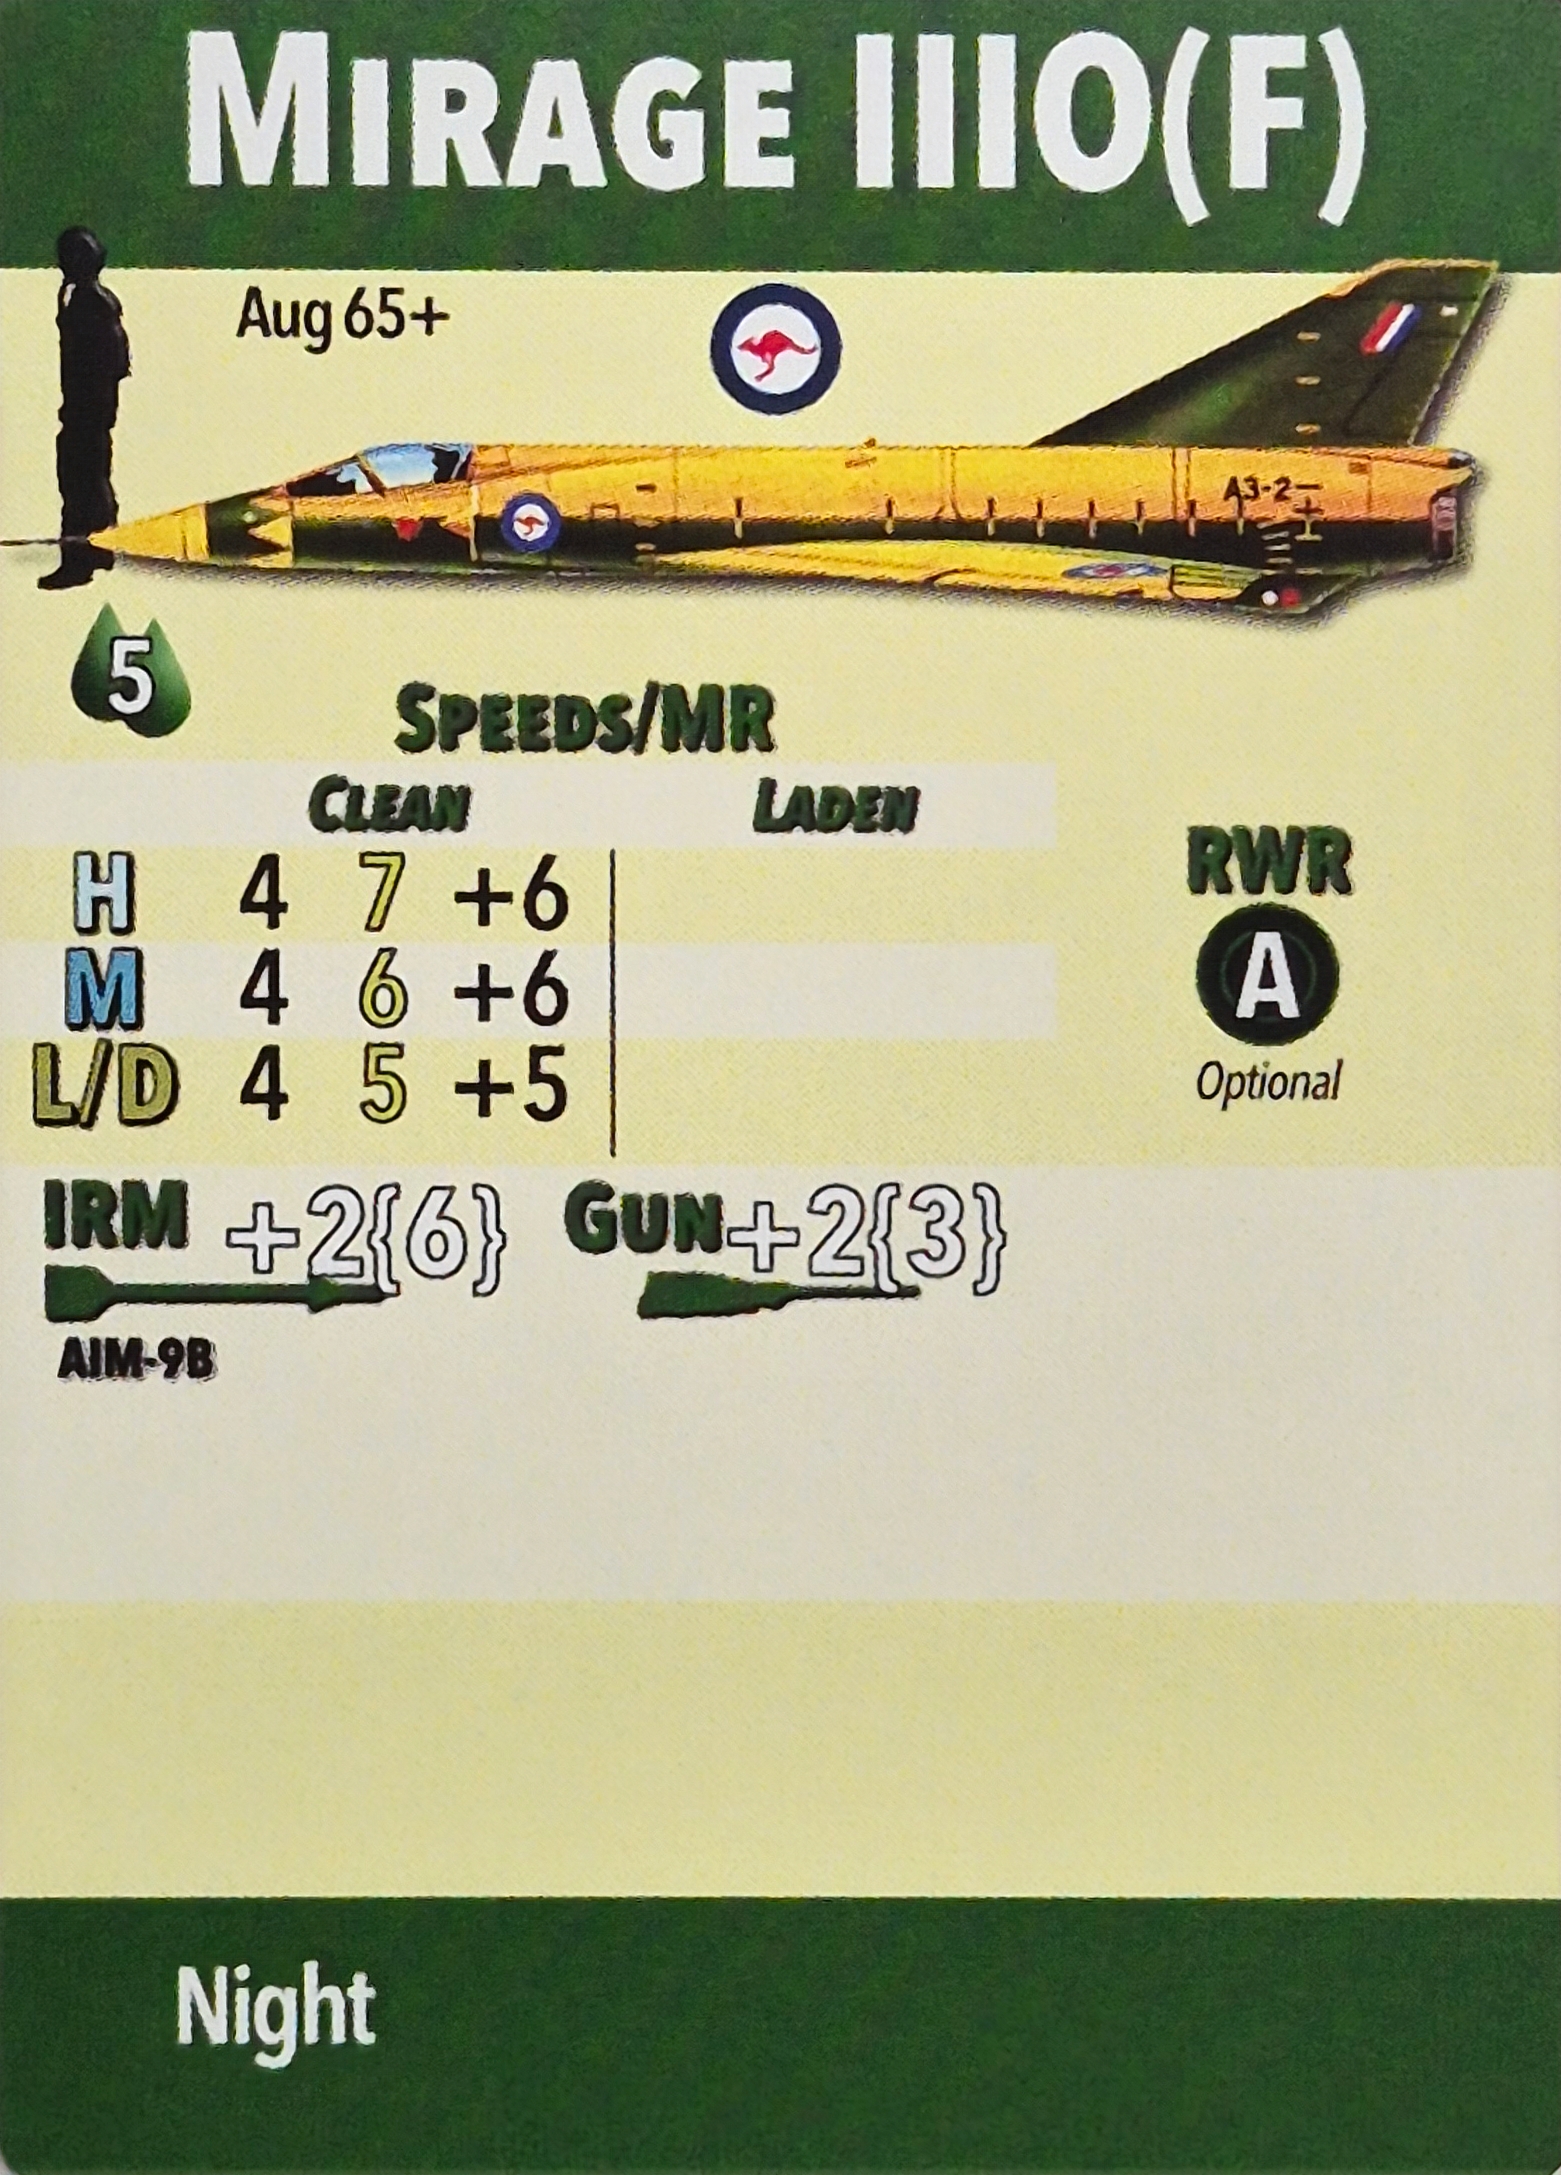 MIRAGE IIIO(F)
Aug 65+
A3-2
5
SPEEDS/MR
CLEAN LADEN
H 4 7 +6
M 4 6 +6
L/D 4 5 +5
RWR
A
Optional
IRM +2{6} GUN +2{3}
AIM-9B
Night